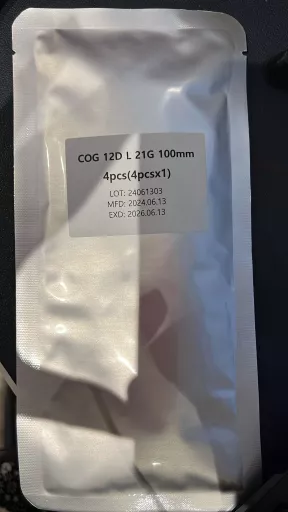 COG 12D L 21G 100mm
4pcs(4pcsx1)
LOT: 24061303
MFD: 2024.06.13
EXD: 2026.06.13